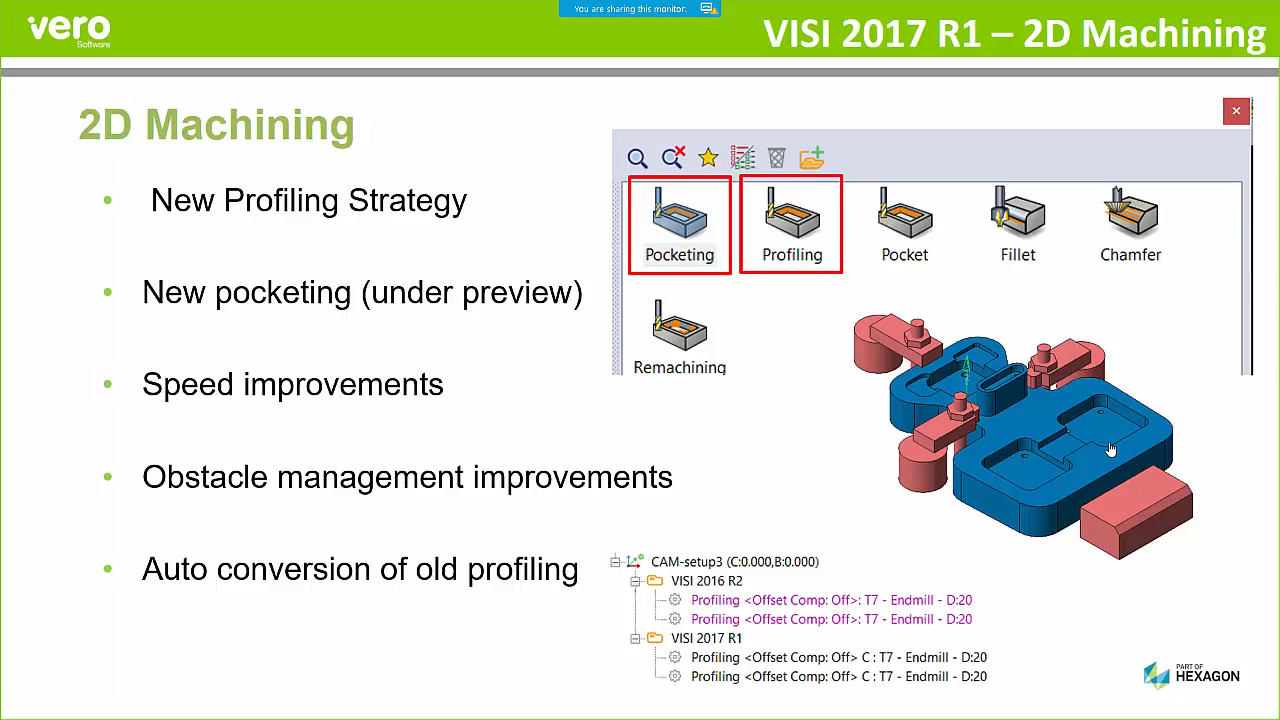 You are sharing this monitor.
vero
Software
VISI 2017 R1 – 2D Machining
2D Machining
• New Profiling Strategy
• New pocketing (under preview)
• Speed improvements
• Obstacle management improvements
• Auto conversion of old profiling
Pocketing Profiling Pocket Fillet Chamfer
Remachining
CAM-setup3 (C:0.000,B:0.000)
VISI 2016 R2
Profiling <Offset Comp: Off>: T7 - Endmill - D:20
Profiling <Offset Comp: Off>: T7 - Endmill - D:20
VISI 2017 R1
Profiling <Offset Comp: Off> C : T7 - Endmill - D:20
Profiling <Offset Comp: Off> C : T7 - Endmill - D:20
PART OF
HEXAGON